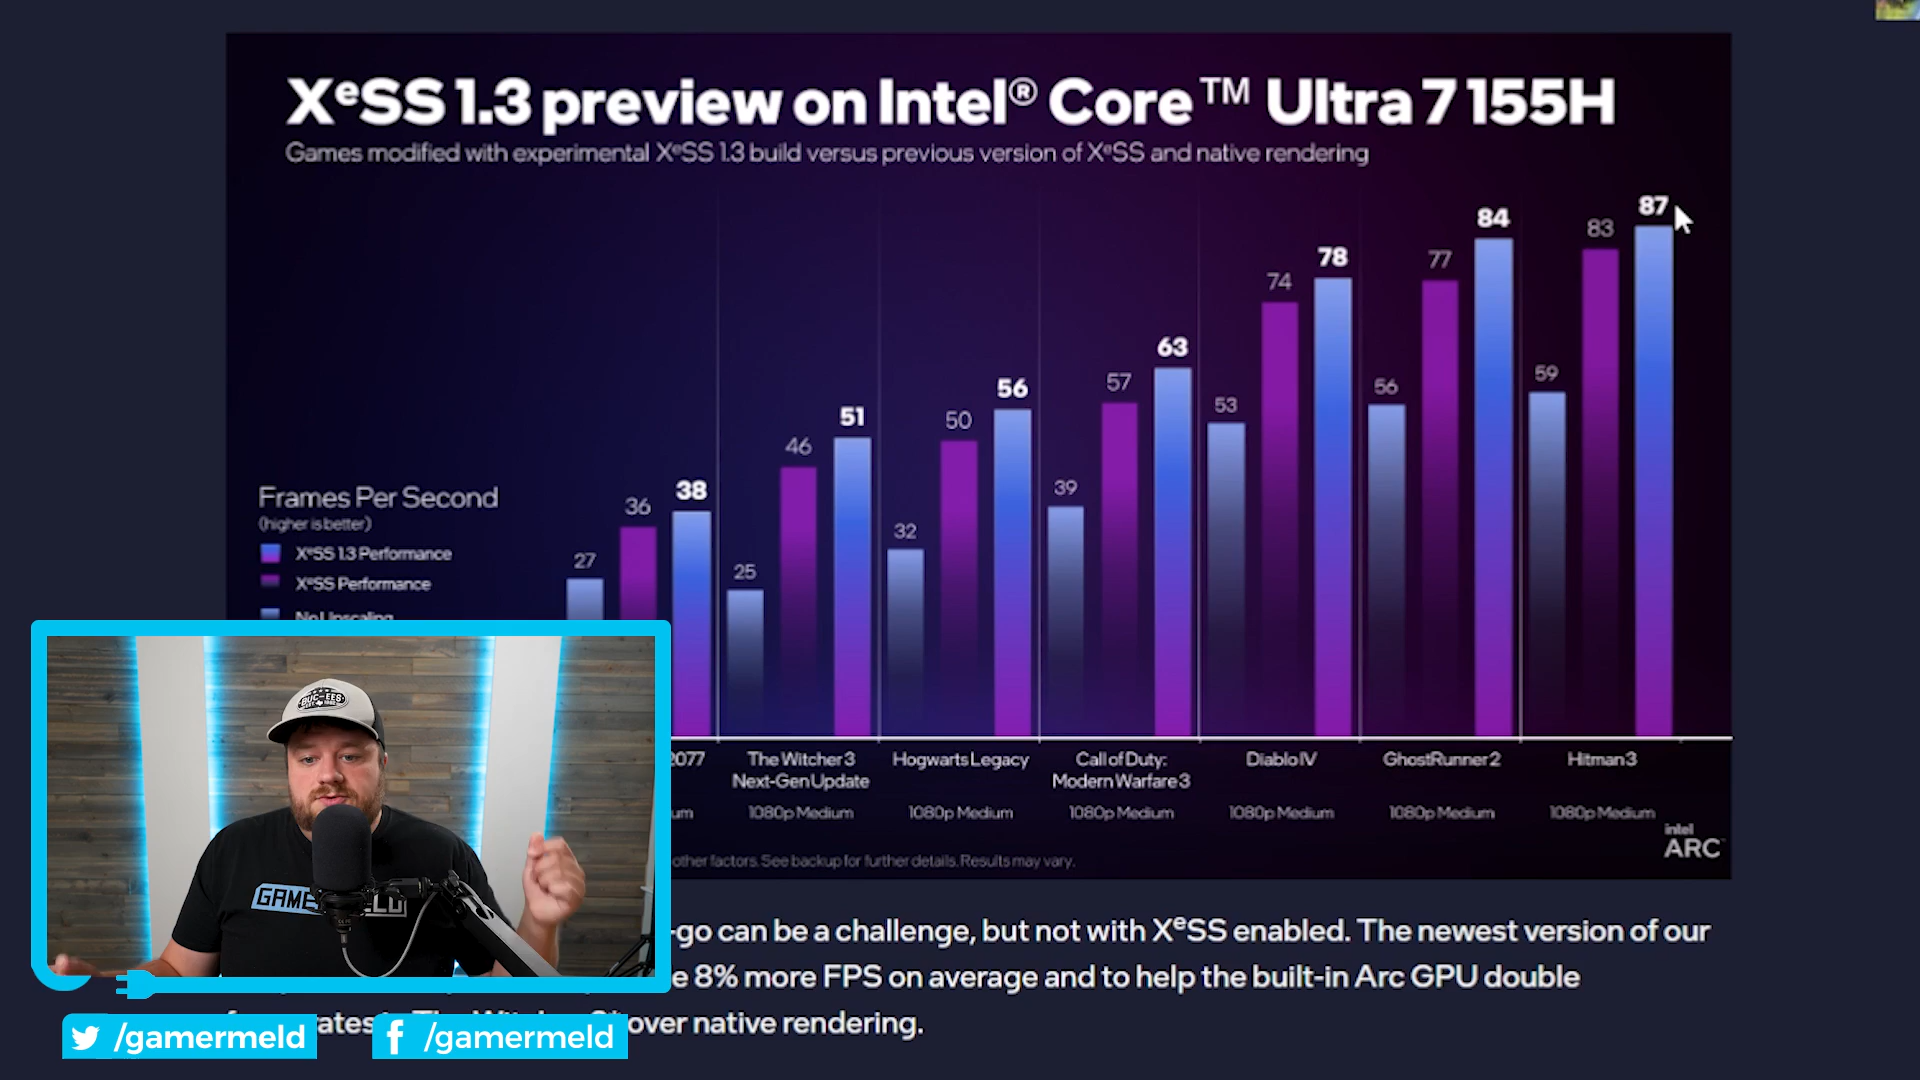 XᵉSS 1.3 preview on Intel® Core™ Ultra 7 155H
Games modified with experimental XᵉSS 1.3 build versus previous version of XᵉSS and native rendering
87
84
83
78
77
74
63
59
57
56
56
53
51
50
46
39
38
36
32
27
25
Frames Per Second
(higher is better)
XᵉSS 1.3 Performance
XᵉSS Performance
No Upscaling
2077
The Witcher 3
Next-Gen Update
Hogwarts Legacy
Call of Duty:
Modern Warfare 3
Diablo IV
GhostRunner 2
Hitman 3
um
1080p Medium
1080p Medium
1080p Medium
1080p Medium
1080p Medium
1080p Medium
intel
ARC
other factors. See backup for further details. Results may vary.
BUC-EES
GAME
-go can be a challenge, but not with XᵉSS enabled. The newest version of our
e 8% more FPS on average and to help the built-in Arc GPU double
over native rendering.
/gamermeld
/gamermeld